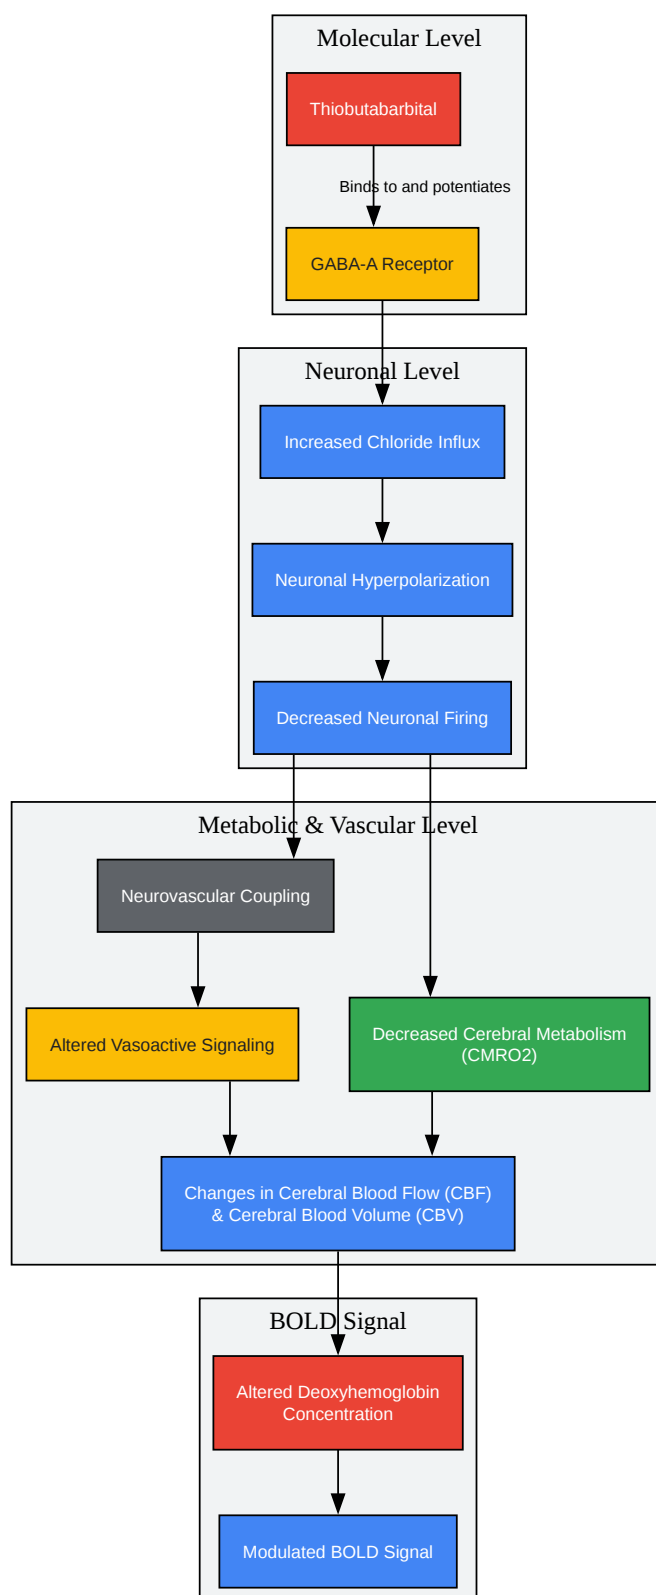 Molecular Level
Thiobutabarbital
Binds to and potentiates
GABA-A Receptor
Neuronal Level
Increased Chloride Influx
Neuronal Hyperpolarization
Decreased Neuronal Firing
Metabolic & Vascular Level
Neurovascular Coupling
Altered Vasoactive Signaling
Decreased Cerebral Metabolism
(CMRO2)
Changes in Cerebral Blood Flow (CBF)
& Cerebral Blood Volume (CBV)
BOLD Signal
Altered Deoxyhemoglobin
Concentration
Modulated BOLD Signal